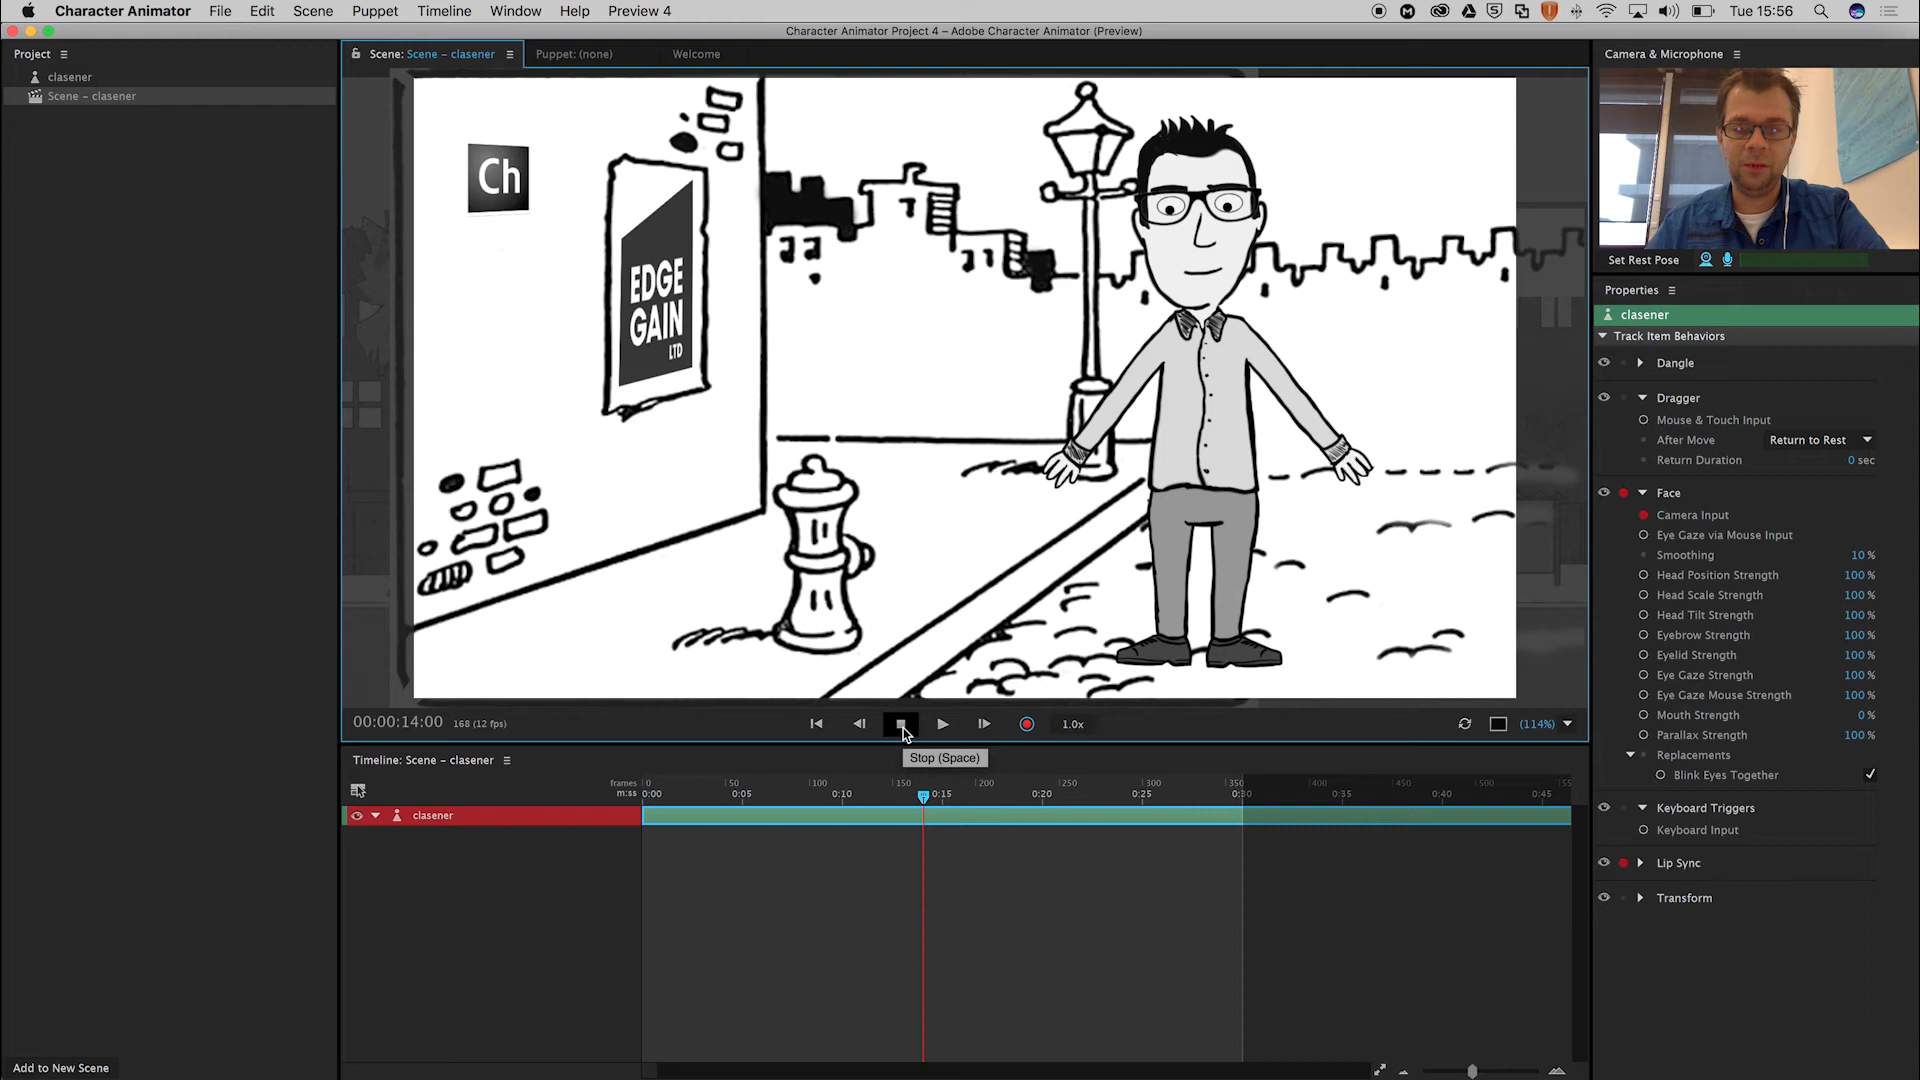 Character Animator File Edit Scene Puppet Timeline Window Help Preview 4 Tue 15:56
Character Animator Project 4 – Adobe Character Animator (Preview)
Project
clasener
Scene – clasener
Add to New Scene
Scene: Scene – clasener Puppet: (none) Welcome
Ch
EDGE
GAIN
LTD
00:00:14:00 168 (12 fps) 1.0x (114%)
Stop (Space)
Timeline: Scene – clasener
frames 0 50 100 150 200 250 300 350 400 450 500
m:ss 0:00 0:05 0:10 0:15 0:20 0:25 0:30 0:35 0:40 0:45
clasener
Camera & Microphone
Set Rest Pose
Properties
clasener
Track Item Behaviors
Dangle
Dragger
Mouse & Touch Input
After Move Return to Rest
Return Duration 0 sec
Face
Camera Input
Eye Gaze via Mouse Input
Smoothing 10 %
Head Position Strength 100 %
Head Scale Strength 100 %
Head Tilt Strength 100 %
Eyebrow Strength 100 %
Eyelid Strength 100 %
Eye Gaze Strength 100 %
Eye Gaze Mouse Strength 100 %
Mouth Strength 0 %
Parallax Strength 100 %
Replacements
Blink Eyes Together
Keyboard Triggers
Keyboard Input
Lip Sync
Transform